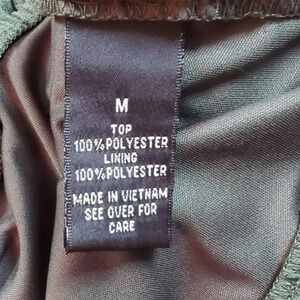 M
TOP
100%POLYESTER
LINING
100%POLYESTER
MADE IN VIETNAM
SEE OVER FOR
CARE